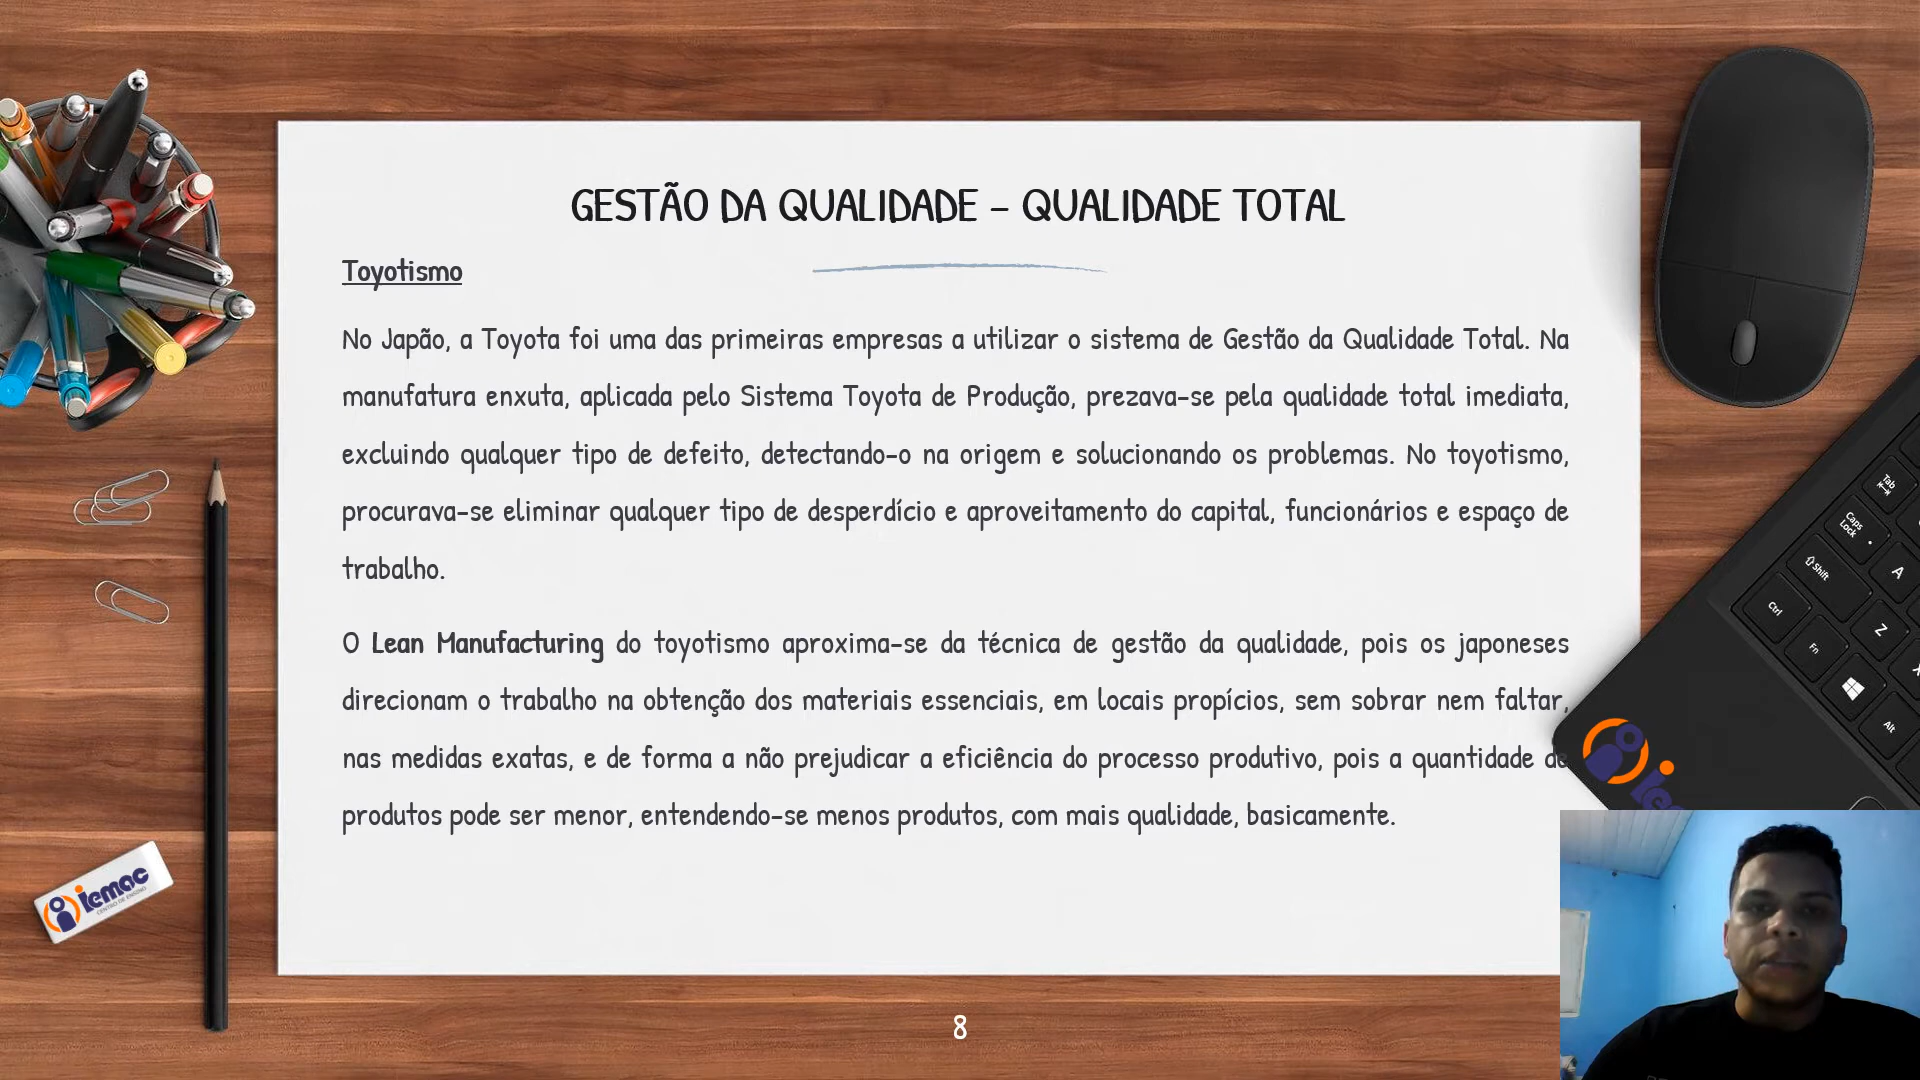 GESTÃO DA QUALIDADE – QUALIDADE TOTAL
Toyotismo
No Japão, a Toyota foi uma das primeiras empresas a utilizar o sistema de Gestão da Qualidade Total. Na
manufatura enxuta, aplicada pelo Sistema Toyota de Produção, prezava-se pela qualidade total imediata,
excluindo qualquer tipo de defeito, detectando-o na origem e solucionando os problemas. No toyotismo,
procurava-se eliminar qualquer tipo de desperdício e aproveitamento do capital, funcionários e espaço de
trabalho.
O Lean Manufacturing do toyotismo aproxima-se da técnica de gestão da qualidade, pois os japoneses
direcionam o trabalho na obtenção dos materiais essenciais, em locais propícios, sem sobrar nem faltar,
nas medidas exatas, e de forma a não prejudicar a eficiência do processo produtivo, pois a quantidade de
produtos pode ser menor, entendendo-se menos produtos, com mais qualidade, basicamente.
Tab
Caps Lock
A
Shift
Z
Ctrl
Fn
Alt
iemac
CENTRO DE ENSINO
8